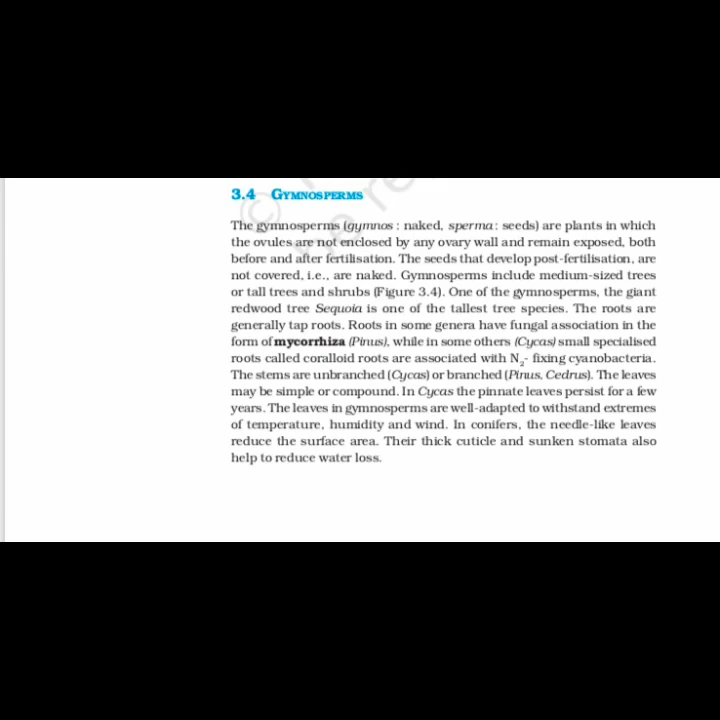 3.4 GYMNOSPERMS
The gymnosperms (gymnos : naked, sperma : seeds) are plants in which
the ovules are not enclosed by any ovary wall and remain exposed, both
before and after fertilisation. The seeds that develop post-fertilisation, are
not covered, i.e., are naked. Gymnosperms include medium-sized trees
or tall trees and shrubs (Figure 3.4). One of the gymnosperms, the giant
redwood tree Sequoia is one of the tallest tree species. The roots are
generally tap roots. Roots in some genera have fungal association in the
form of mycorrhiza (Pinus), while in some others (Cycas) small specialised
roots called coralloid roots are associated with N₂- fixing cyanobacteria.
The stems are unbranched (Cycas) or branched (Pinus, Cedrus). The leaves
may be simple or compound. In Cycas the pinnate leaves persist for a few
years. The leaves in gymnosperms are well-adapted to withstand extremes
of temperature, humidity and wind. In conifers, the needle-like leaves
reduce the surface area. Their thick cuticle and sunken stomata also
help to reduce water loss.